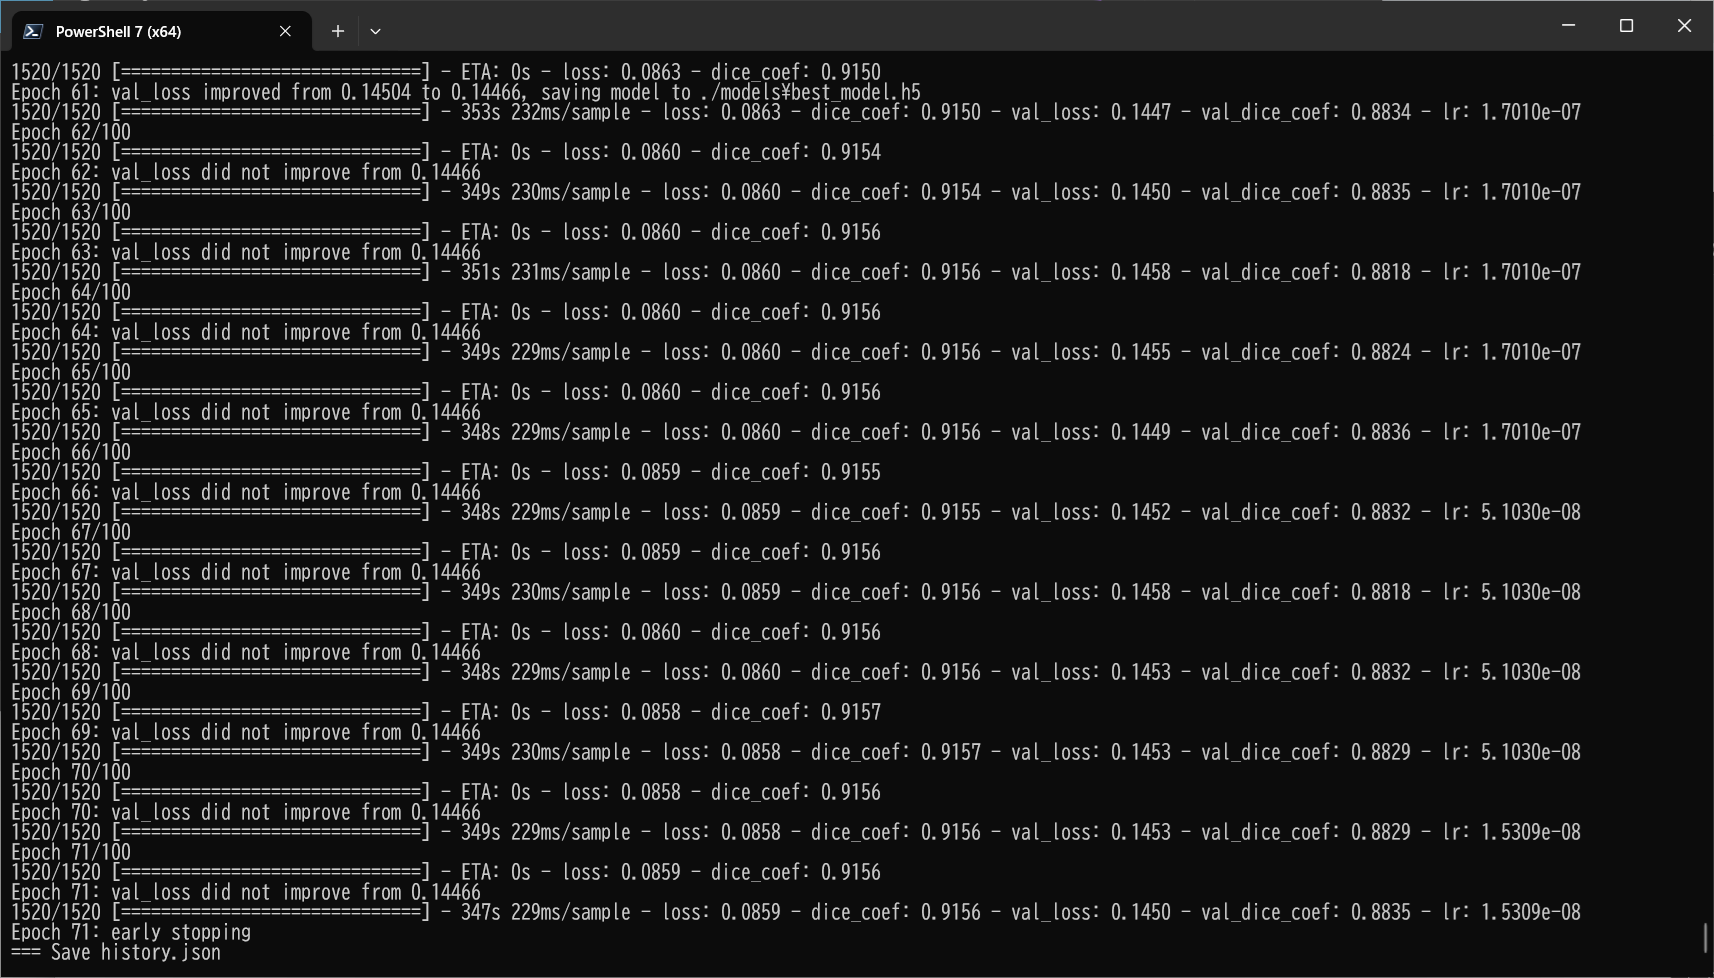 PowerShell 7 (x64)
1520/1520 [==============================] - ETA: 0s - loss: 0.0863 - dice_coef: 0.9150
Epoch 61: val_loss improved from 0.14504 to 0.14466, saving model to ./models¥best_model.h5
1520/1520 [==============================] - 353s 232ms/sample - loss: 0.0863 - dice_coef: 0.9150 - val_loss: 0.1447 - val_dice_coef: 0.8834 - lr: 1.7010e-07
Epoch 62/100
1520/1520 [==============================] - ETA: 0s - loss: 0.0860 - dice_coef: 0.9154
Epoch 62: val_loss did not improve from 0.14466
1520/1520 [==============================] - 349s 230ms/sample - loss: 0.0860 - dice_coef: 0.9154 - val_loss: 0.1450 - val_dice_coef: 0.8835 - lr: 1.7010e-07
Epoch 63/100
1520/1520 [==============================] - ETA: 0s - loss: 0.0860 - dice_coef: 0.9156
Epoch 63: val_loss did not improve from 0.14466
1520/1520 [==============================] - 351s 231ms/sample - loss: 0.0860 - dice_coef: 0.9156 - val_loss: 0.1458 - val_dice_coef: 0.8818 - lr: 1.7010e-07
Epoch 64/100
1520/1520 [==============================] - ETA: 0s - loss: 0.0860 - dice_coef: 0.9156
Epoch 64: val_loss did not improve from 0.14466
1520/1520 [==============================] - 349s 229ms/sample - loss: 0.0860 - dice_coef: 0.9156 - val_loss: 0.1455 - val_dice_coef: 0.8824 - lr: 1.7010e-07
Epoch 65/100
1520/1520 [==============================] - ETA: 0s - loss: 0.0860 - dice_coef: 0.9156
Epoch 65: val_loss did not improve from 0.14466
1520/1520 [==============================] - 348s 229ms/sample - loss: 0.0860 - dice_coef: 0.9156 - val_loss: 0.1449 - val_dice_coef: 0.8836 - lr: 1.7010e-07
Epoch 66/100
1520/1520 [==============================] - ETA: 0s - loss: 0.0859 - dice_coef: 0.9155
Epoch 66: val_loss did not improve from 0.14466
1520/1520 [==============================] - 348s 229ms/sample - loss: 0.0859 - dice_coef: 0.9155 - val_loss: 0.1452 - val_dice_coef: 0.8832 - lr: 5.1030e-08
Epoch 67/100
1520/1520 [==============================] - ETA: 0s - loss: 0.0859 - dice_coef: 0.9156
Epoch 67: val_loss did not improve from 0.14466
1520/1520 [==============================] - 349s 230ms/sample - loss: 0.0859 - dice_coef: 0.9156 - val_loss: 0.1458 - val_dice_coef: 0.8818 - lr: 5.1030e-08
Epoch 68/100
1520/1520 [==============================] - ETA: 0s - loss: 0.0860 - dice_coef: 0.9156
Epoch 68: val_loss did not improve from 0.14466
1520/1520 [==============================] - 348s 229ms/sample - loss: 0.0860 - dice_coef: 0.9156 - val_loss: 0.1453 - val_dice_coef: 0.8832 - lr: 5.1030e-08
Epoch 69/100
1520/1520 [==============================] - ETA: 0s - loss: 0.0858 - dice_coef: 0.9157
Epoch 69: val_loss did not improve from 0.14466
1520/1520 [==============================] - 349s 230ms/sample - loss: 0.0858 - dice_coef: 0.9157 - val_loss: 0.1453 - val_dice_coef: 0.8829 - lr: 5.1030e-08
Epoch 70/100
1520/1520 [==============================] - ETA: 0s - loss: 0.0858 - dice_coef: 0.9156
Epoch 70: val_loss did not improve from 0.14466
1520/1520 [==============================] - 349s 229ms/sample - loss: 0.0858 - dice_coef: 0.9156 - val_loss: 0.1453 - val_dice_coef: 0.8829 - lr: 1.5309e-08
Epoch 71/100
1520/1520 [==============================] - ETA: 0s - loss: 0.0859 - dice_coef: 0.9156
Epoch 71: val_loss did not improve from 0.14466
1520/1520 [==============================] - 347s 229ms/sample - loss: 0.0859 - dice_coef: 0.9156 - val_loss: 0.1450 - val_dice_coef: 0.8835 - lr: 1.5309e-08
Epoch 71: early stopping
=== Save history.json